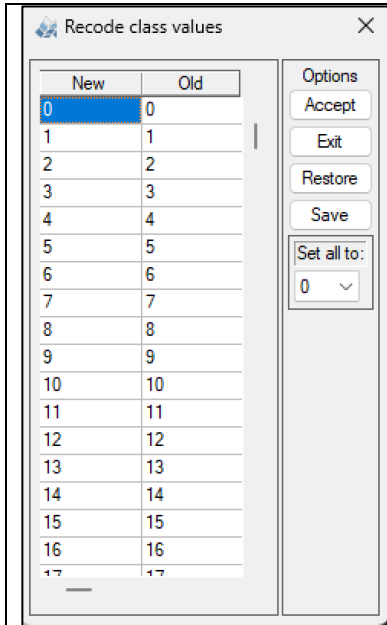 Recode class values
New Old
0 0
1 1
2 2
3 3
4 4
5 5
6 6
7 7
8 8
9 9
10 10
11 11
12 12
13 13
14 14
15 15
16 16
17 17
Options
Accept
Exit
Restore
Save
Set all to:
0